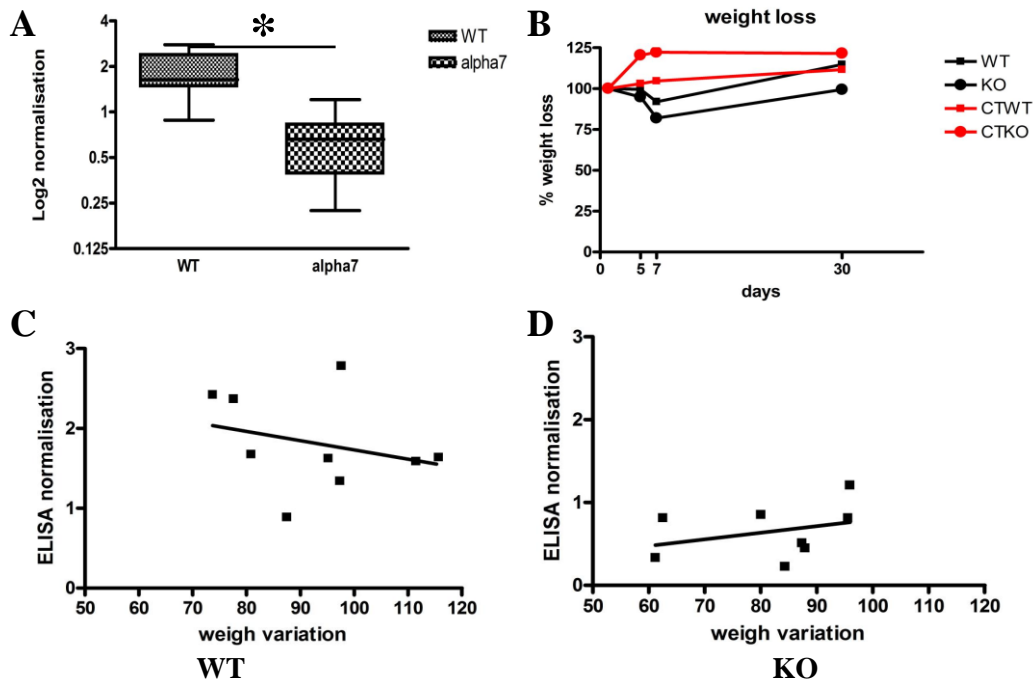 A
*
Log2 normalisation
4
2
1
0.5
0.25
0.125
WT
alpha7
WT
alpha7
B
weight loss
% weight loss
125
100
75
50
25
0
0
5
7
30
days
WT
KO
CTWT
CTKO
C
ELISA normalisation
3
2
1
0
50
60
70
80
90
100
110
120
weigh variation
WT
D
ELISA normalisation
3
2
1
0
50
60
70
80
90
100
110
120
weigh variation
KO